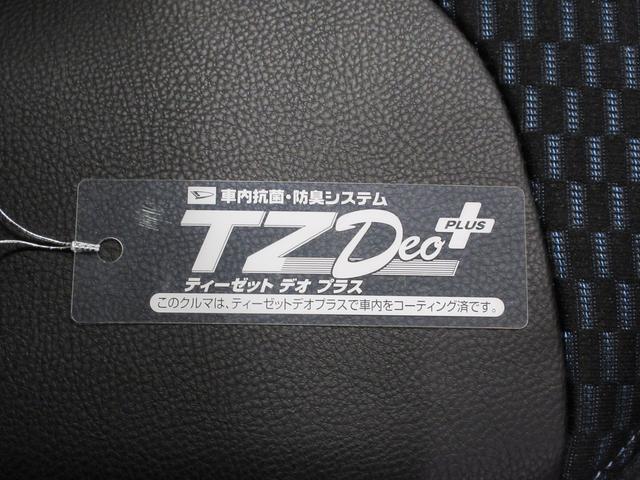 車内抗菌・防臭システム
TZ Deo PLUS
ティーゼット デオ プラス
このクルマは、ティーゼットデオプラスで車内をコーティング済です。